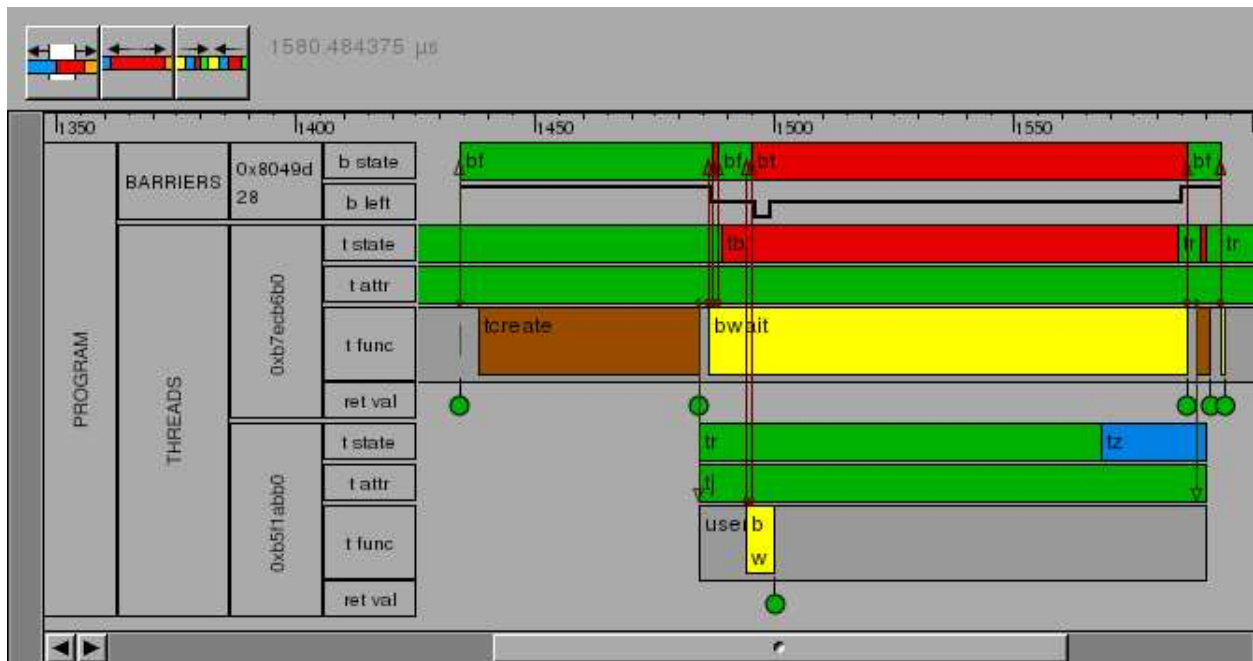 1580.484375 µs
1350 1400 1450 1500 1550
PROGRAM
BARRIERS
0x8049d
28
b state
bf bf bt bf
b left
THREADS
0xb7ecb6b0
t state
tb tr tr
t attr
t func
tcreate bwait
ret val
0xb5f1abb0
t state
tr tz
t attr
tj
t func
user b
w
ret val